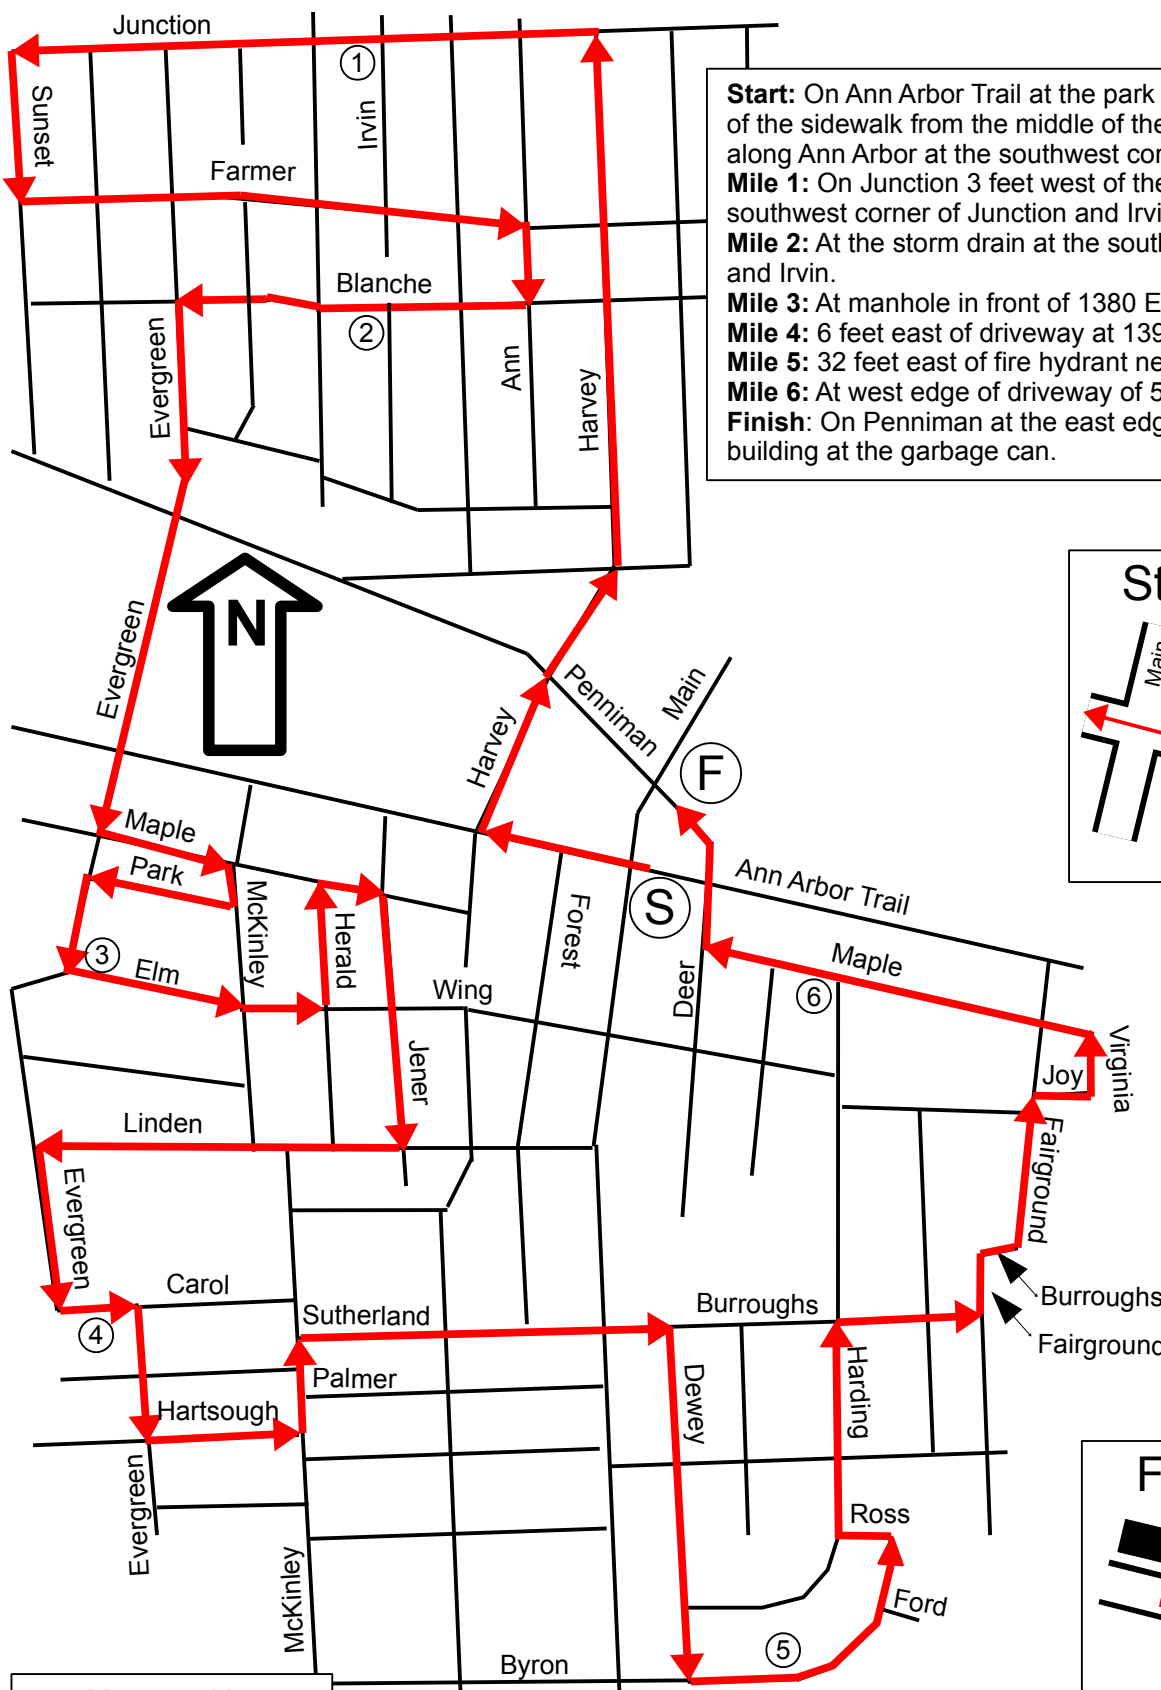 Junction
Sunset
1
Irvin
Farmer
Start: On Ann Arbor Trail at the park
of the sidewalk from the middle of the
along Ann Arbor at the southwest
Mile 1: On Junction 3 feet west of the
southwest corner of Junction and
Mile 2: At the storm drain at the
and Irvin.
Mile 3: At manhole in front of 1380 E
Mile 4: 6 feet east of driveway at 139
Mile 5: 32 feet east of fire hydrant
Mile 6: At west edge of driveway of 5
Finish: On Penniman at the east
building at the garbage can.
Blanche
2
Evergreen
Ann
Harvey
N
Evergreen
Harvey
Penniman
Main
F
St
Main
Maple
Park
McKinley
Herald
Forest
S
Ann Arbor Trail
3
Elm
Wing
Deer
Maple
6
Jener
Virginia
Joy
Linden
Evergreen
Fairground
Carol
4
Sutherland
Burroughs
Burroughs
Fairground
Palmer
Hartsough
Dewey
Harding
Evergreen
F
Ross
McKinley
Ford
5
Byron